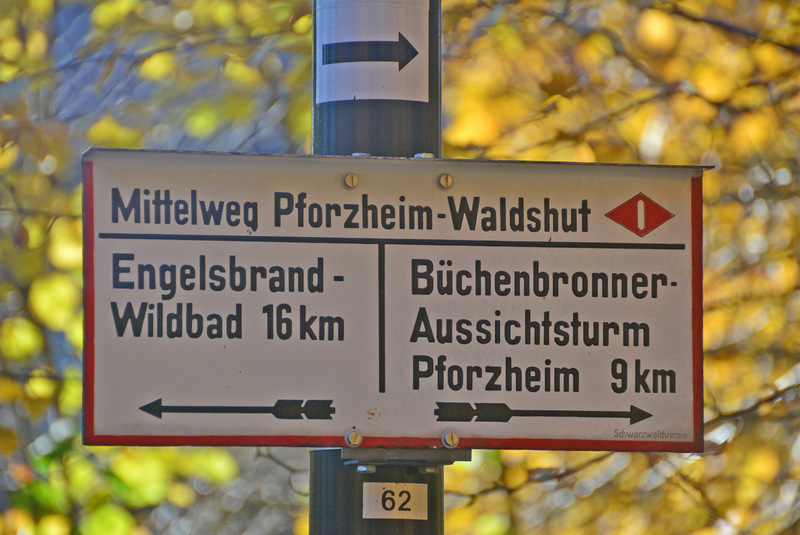 Mittelweg Pforzheim-Waldshut
Engelsbrand-
Wildbad 16 km
Büchenbronner-
Aussichtsturm
Pforzheim 9 km
Schwarzwaldverein
62